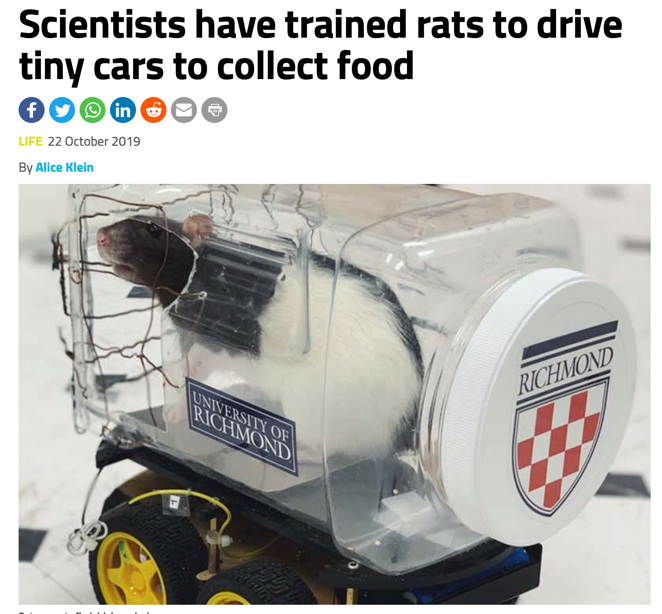 Scientists have trained rats to drive
tiny cars to collect food
LIFE 22 October 2019
By Alice Klein
UNIVERSITY OF
RICHMOND
RICHMOND